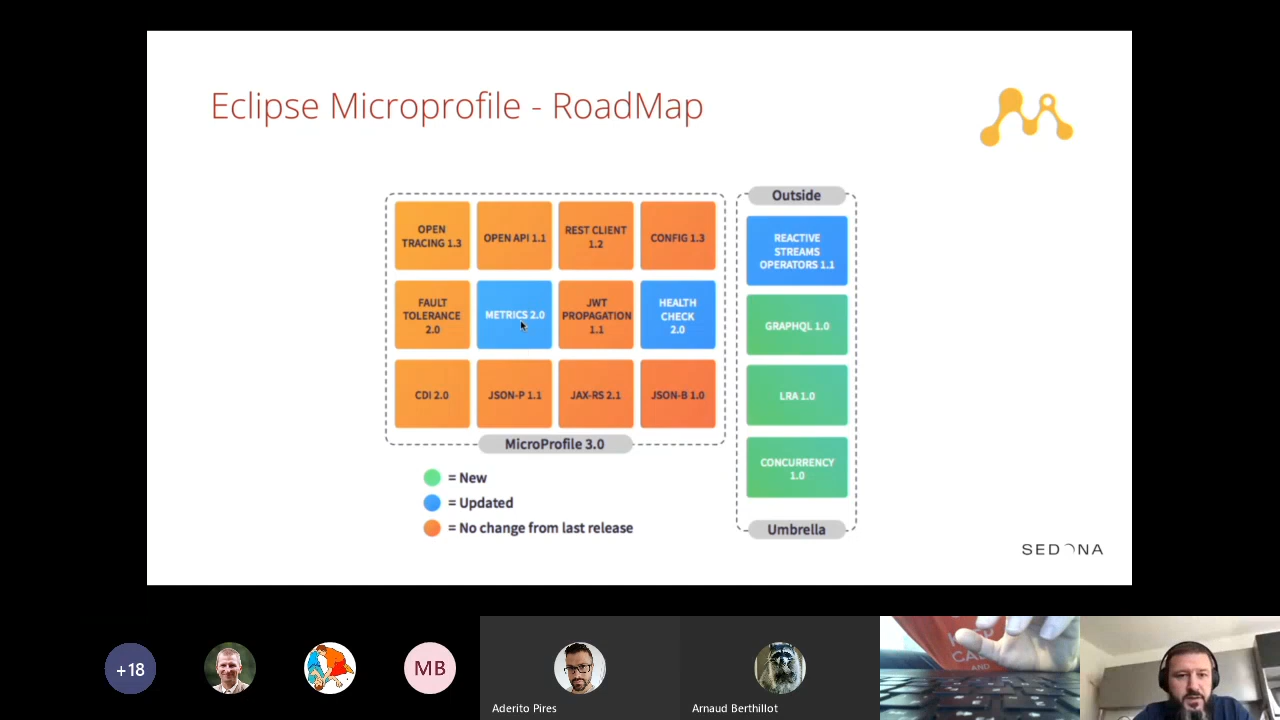 Eclipse Microprofile - RoadMap
OPEN
TRACING 1.3
OPEN API 1.1
REST CLIENT
1.2
CONFIG 1.3
FAULT
TOLERANCE
2.0
METRICS 2.0
JWT
PROPAGATION
1.1
HEALTH
CHECK
2.0
CDI 2.0
JSON-P 1.1
JAX-RS 2.1
JSON-B 1.0
MicroProfile 3.0
= New
= Updated
= No change from last release
Outside
REACTIVE
STREAMS
OPERATORS 1.1
GRAPHQL 1.0
LRA 1.0
CONCURRENCY
1.0
Umbrella
SEDONA
+18
MB
Aderito Pires
Arnaud Berthillot
KEEP
CALM
AND